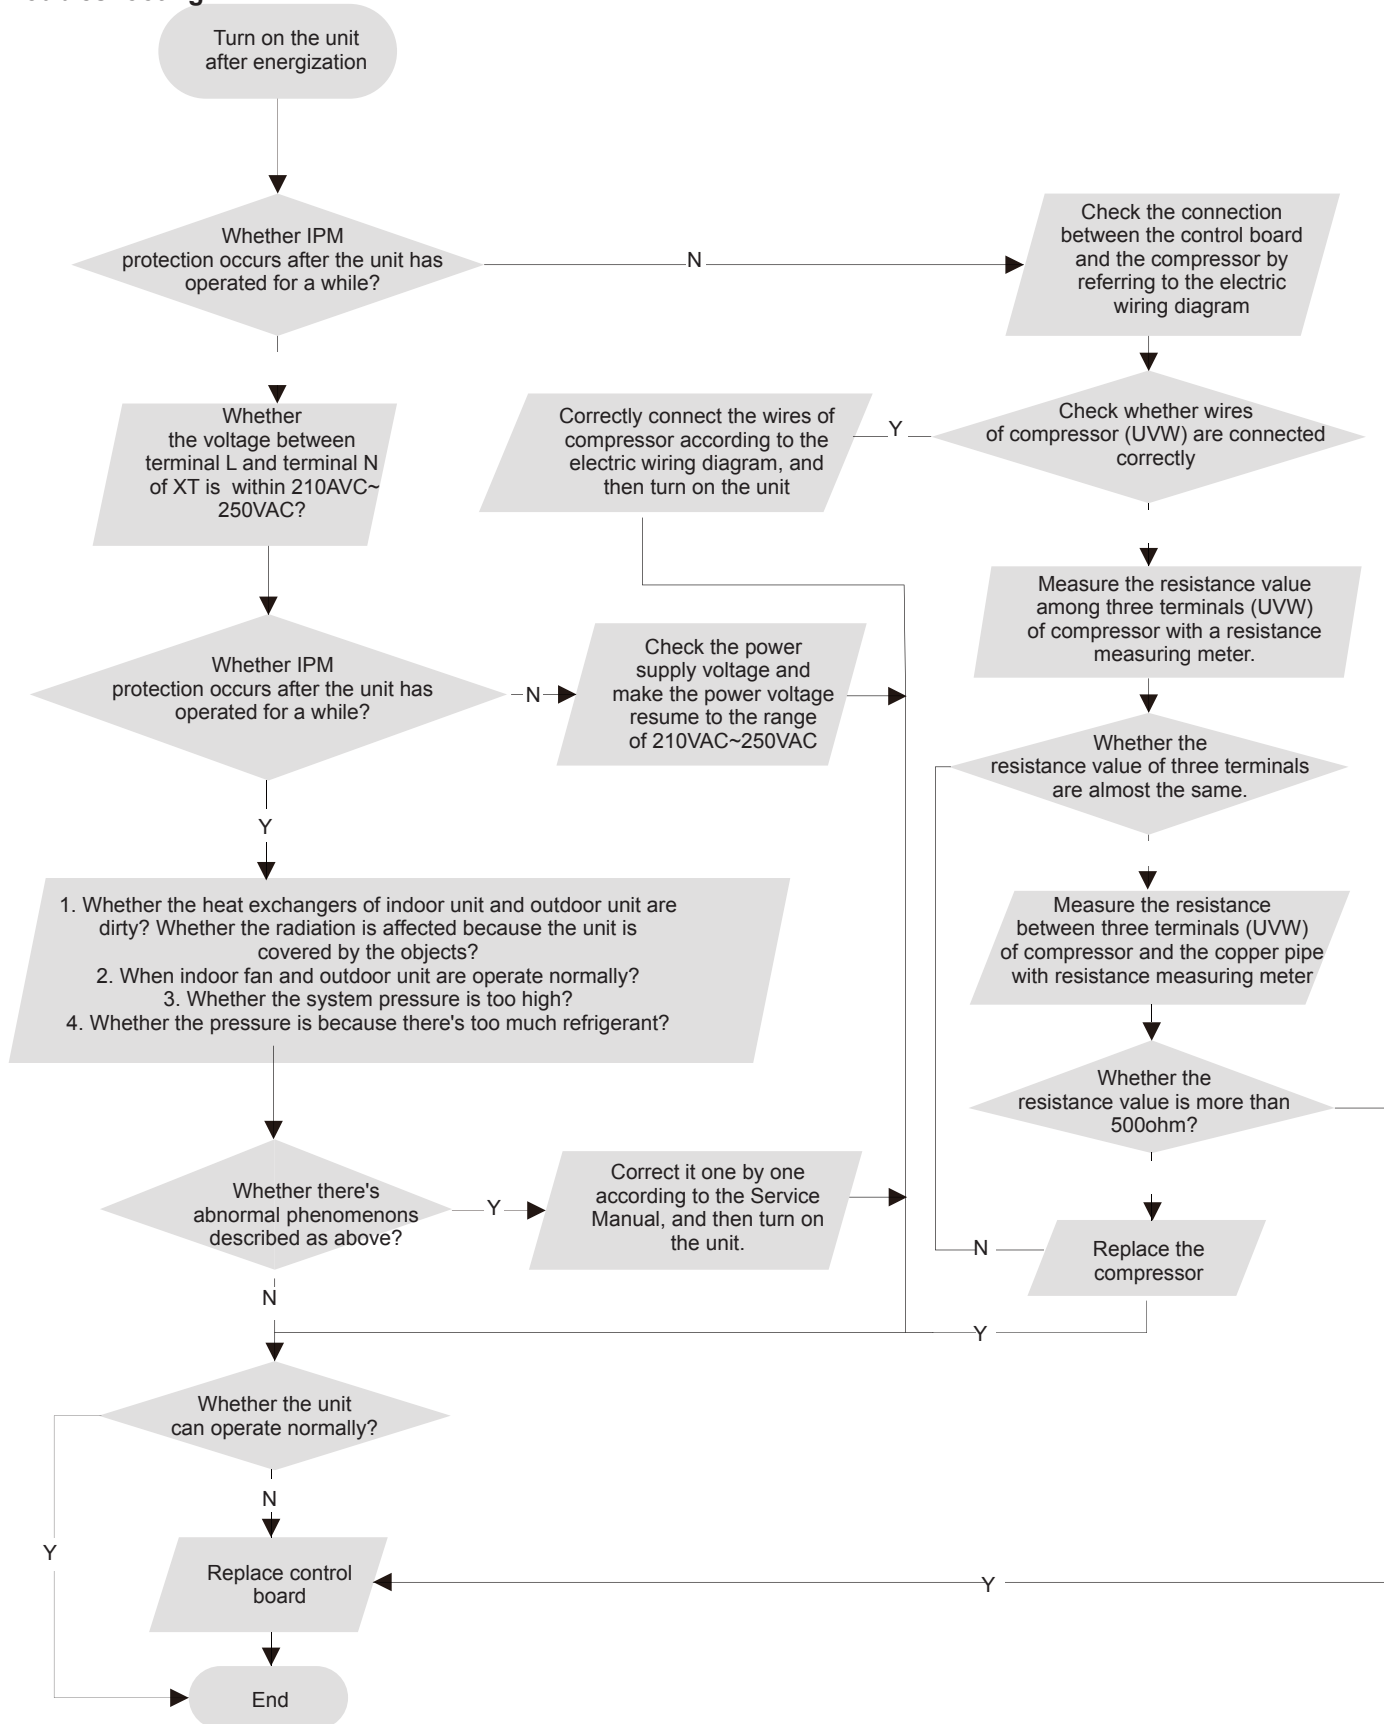 Turn on the unit
after energization
Whether IPM
protection occurs after the unit has
operated for a while?
N
Check the connection
between the control board
and the compressor by
referring to the electric
wiring diagram
Whether
the voltage between
terminal L and terminal N
of XT is within 210AVC~
250VAC?
Correctly connect the wires of
compressor according to the
electric wiring diagram, and
then turn on the unit
Y
Check whether wires
of compressor (UVW) are connected
correctly
Measure the resistance value
among three terminals (UVW)
of compressor with a resistance
measuring meter.
Whether IPM
protection occurs after the unit has
operated for a while?
N
Check the power
supply voltage and
make the power voltage
resume to the range
of 210VAC~250VAC
Whether the
resistance value of three terminals
are almost the same.
Y
1. Whether the heat exchangers of indoor unit and outdoor unit are
dirty? Whether the radiation is affected because the unit is
covered by the objects?
2. When indoor fan and outdoor unit are operate normally?
3. Whether the system pressure is too high?
4. Whether the pressure is because there's too much refrigerant?
Measure the resistance
between three terminals (UVW)
of compressor and the copper pipe
with resistance measuring meter
Whether the
resistance value is more than
500ohm?
Whether there's
abnormal phenomenons
described as above?
Y
Correct it one by one
according to the Service
Manual, and then turn on
the unit.
N
Replace the
compressor
N
Y
Whether the unit
can operate normally?
N
Y
Replace control
board
Y
End